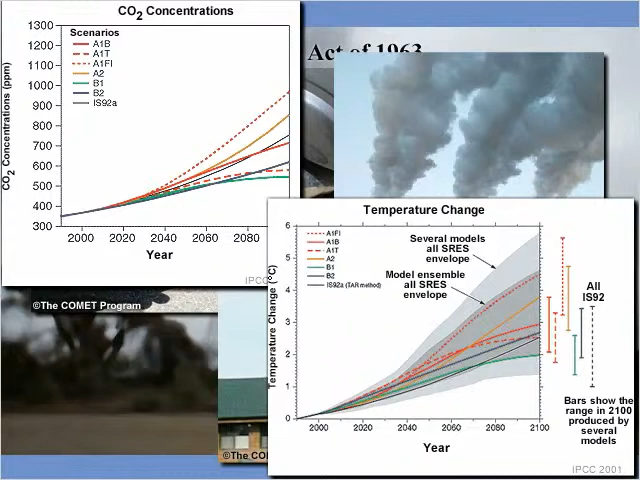 CO2 Concentrations
CO2 Concentrations (ppm)
1300
1200
1100
1000
900
800
700
600
500
400
300
Scenarios
A1B
A1T
A1FI
A2
B1
B2
IS92a
2000
2020
2040
2060
2080
Year
IPCC
Act of 1963
©The COMET Program
©The CO
Temperature Change
Temperature Change (°C)
6
5
4
3
2
1
0
A1FI
A1B
A1T
A2
B1
B2
IS92a (TAR method)
Several models
all SRES
envelope
Model ensemble
all SRES
envelope
All
IS92
Bars show the
range in 2100
produced by
several
models
2000
2020
2040
2060
2080
2100
Year
IPCC 2001